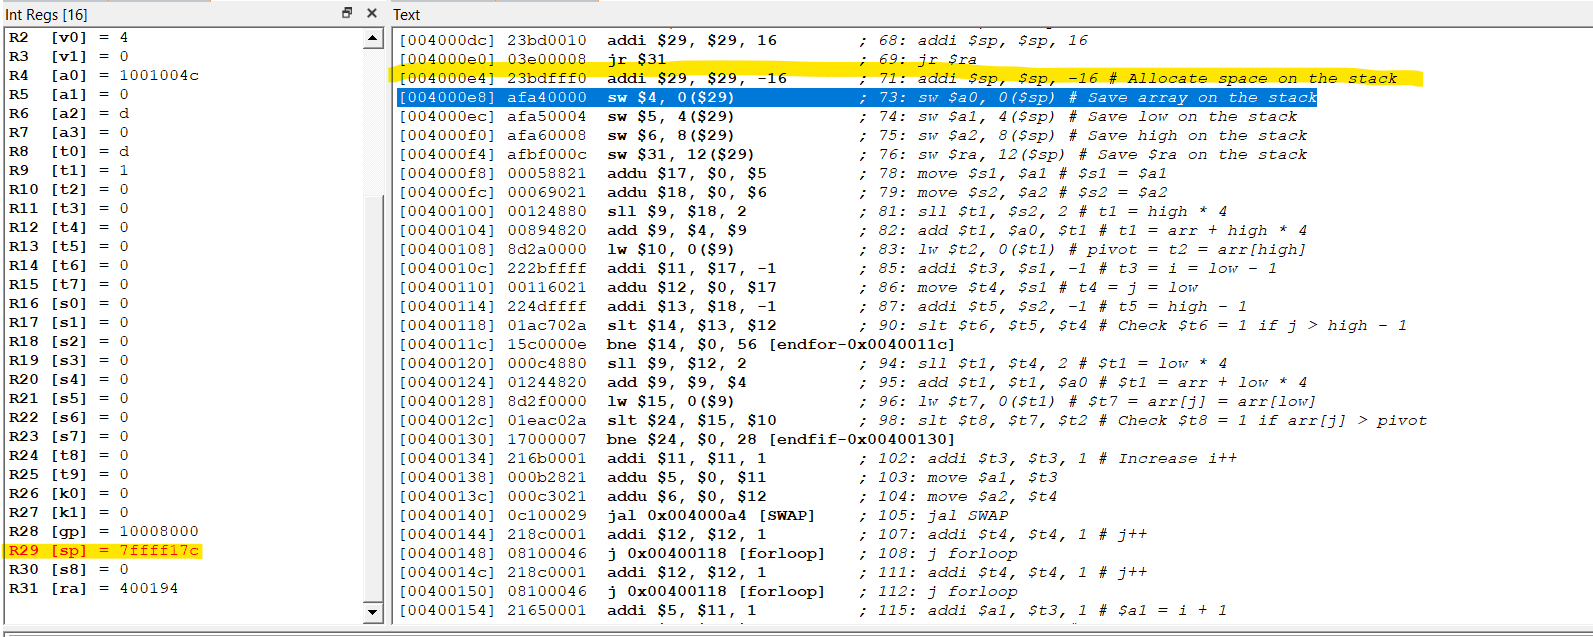 Int Regs [16]
R2 [v0] = 4
R3 [v1] = 0
R4 [a0] = 1001004c
R5 [a1] = 0
R6 [a2] = d
R7 [a3] = 0
R8 [t0] = d
R9 [t1] = 1
R10 [t2] = 0
R11 [t3] = 0
R12 [t4] = 0
R13 [t5] = 0
R14 [t6] = 0
R15 [t7] = 0
R16 [s0] = 0
R17 [s1] = 0
R18 [s2] = 0
R19 [s3] = 0
R20 [s4] = 0
R21 [s5] = 0
R22 [s6] = 0
R23 [s7] = 0
R24 [t8] = 0
R25 [t9] = 0
R26 [k0] = 0
R27 [k1] = 0
R28 [gp] = 10008000
R29 [sp] = 7ffff17c
R30 [s8] = 0
R31 [ra] = 400194
Text
[004000dc] 23bd0010 addi $29, $29, 16 ; 68: addi $sp, $sp, 16
[004000e0] 03e00008 jr $31 ; 69: jr $ra
[004000e4] 23bdfff0 addi $29, $29, -16 ; 71: addi $sp, $sp, -16 # Allocate space on the stack
[004000e8] afa40000 sw $4, 0($29) ; 73: sw $a0, 0($sp) # Save array on the stack
[004000ec] afa50004 sw $5, 4($29) ; 74: sw $a1, 4($sp) # Save low on the stack
[004000f0] afa60008 sw $6, 8($29) ; 75: sw $a2, 8($sp) # Save high on the stack
[004000f4] afbf000c sw $31, 12($29) ; 76: sw $ra, 12($sp) # Save $ra on the stack
[004000f8] 00058821 addu $17, $0, $5 ; 78: move $s1, $a1 # $s1 = $a1
[004000fc] 00069021 addu $18, $0, $6 ; 79: move $s2, $a2 # $s2 = $a2
[00400100] 00124880 sll $9, $18, 2 ; 81: sll $t1, $s2, 2 # t1 = high * 4
[00400104] 00894820 add $9, $4, $9 ; 82: add $t1, $a0, $t1 # t1 = arr + high * 4
[00400108] 8d2a0000 lw $10, 0($9) ; 83: lw $t2, 0($t1) # pivot = t2 = arr[high]
[0040010c] 222bffff addi $11, $17, -1 ; 85: addi $t3, $s1, -1 # t3 = i = low - 1
[00400110] 00116021 addu $12, $0, $17 ; 86: move $t4, $s1 # t4 = j = low
[00400114] 224dffff addi $13, $18, -1 ; 87: addi $t5, $s2, -1 # t5 = high - 1
[00400118] 01ac702a slt $14, $13, $12 ; 90: slt $t6, $t5, $t4 # Check $t6 = 1 if j > high - 1
[0040011c] 15c0000e bne $14, $0, 56 [endfor-0x0040011c]
[00400120] 000c4880 sll $9, $12, 2 ; 94: sll $t1, $t4, 2 # $t1 = low * 4
[00400124] 01244820 add $9, $9, $4 ; 95: add $t1, $t1, $a0 # $t1 = arr + low * 4
[00400128] 8d2f0000 lw $15, 0($9) ; 96: lw $t7, 0($t1) # $t7 = arr[j] = arr[low]
[0040012c] 01eac02a slt $24, $15, $10 ; 98: slt $t8, $t7, $t2 # Check $t8 = 1 if arr[j] > pivot
[00400130] 17000007 bne $24, $0, 28 [endfif-0x00400130]
[00400134] 216b0001 addi $11, $11, 1 ; 102: addi $t3, $t3, 1 # Increase i++
[00400138] 000b2821 addu $5, $0, $11 ; 103: move $a1, $t3
[0040013c] 000c3021 addu $6, $0, $12 ; 104: move $a2, $t4
[00400140] 0c100029 jal 0x004000a4 [SWAP] ; 105: jal SWAP
[00400144] 218c0001 addi $12, $12, 1 ; 107: addi $t4, $t4, 1 # j++
[00400148] 08100046 j 0x00400118 [forloop] ; 108: j forloop
[0040014c] 218c0001 addi $12, $12, 1 ; 111: addi $t4, $t4, 1 # j++
[00400150] 08100046 j 0x00400118 [forloop] ; 112: j forloop
[00400154] 21650001 addi $5, $11, 1 ; 115: addi $a1, $t3, 1 # $a1 = i + 1